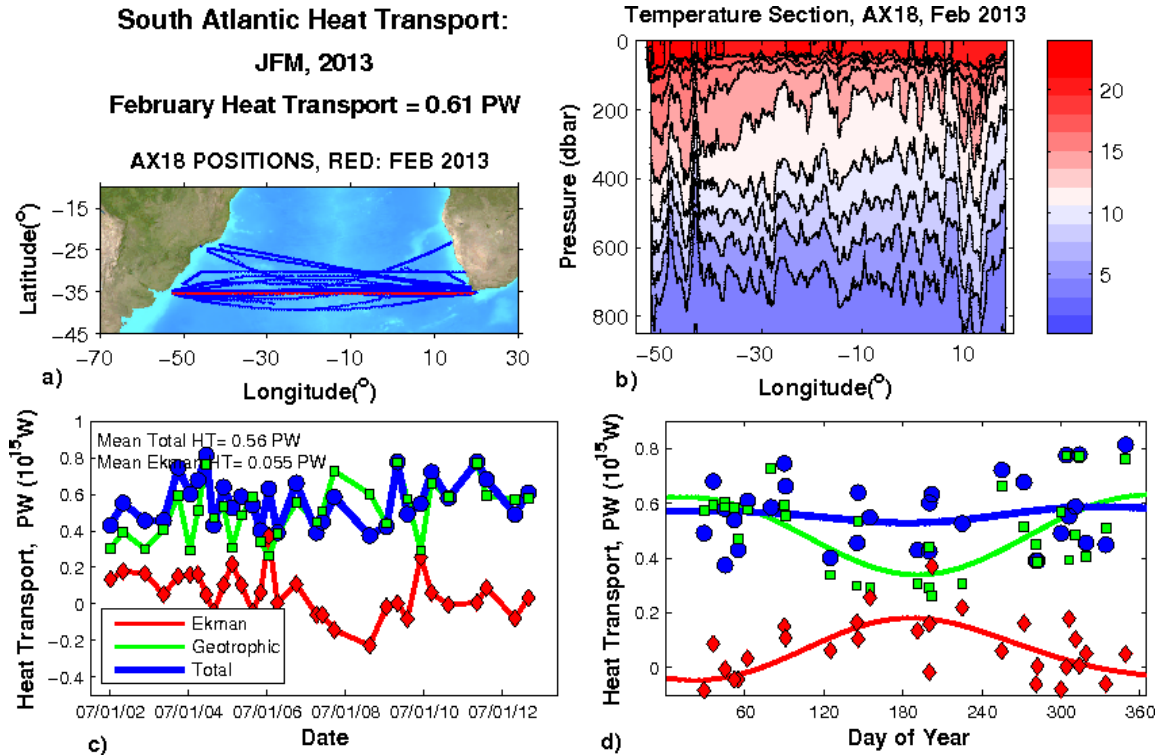 South Atlantic Heat Transport:
JFM, 2013
February Heat Transport = 0.61 PW
AX18 POSITIONS, RED: FEB 2013
Latitude(°)
−15
−25
−35
−45
−70
−50
−30
−10
10
30
a)
Longitude(°)
Temperature Section, AX18, Feb 2013
Pressure (dbar)
0
200
400
600
800
−50
−30
−10
10
b)
Longitude(°)
20
15
10
5
Heat Transport, PW (10^15W)
1
0.8
0.6
0.4
0.2
0
−0.2
−0.4
Mean Total HT= 0.56 PW
Mean Ekman HT= 0.055 PW
Ekman
Geotrophic
Total
07/01/02
07/01/04
07/01/06
07/01/08
07/01/10
07/01/12
c)
Date
Heat Transport, PW (10^15W)
0.8
0.6
0.4
0.2
0
60
120
180
240
300
360
d)
Day of Year